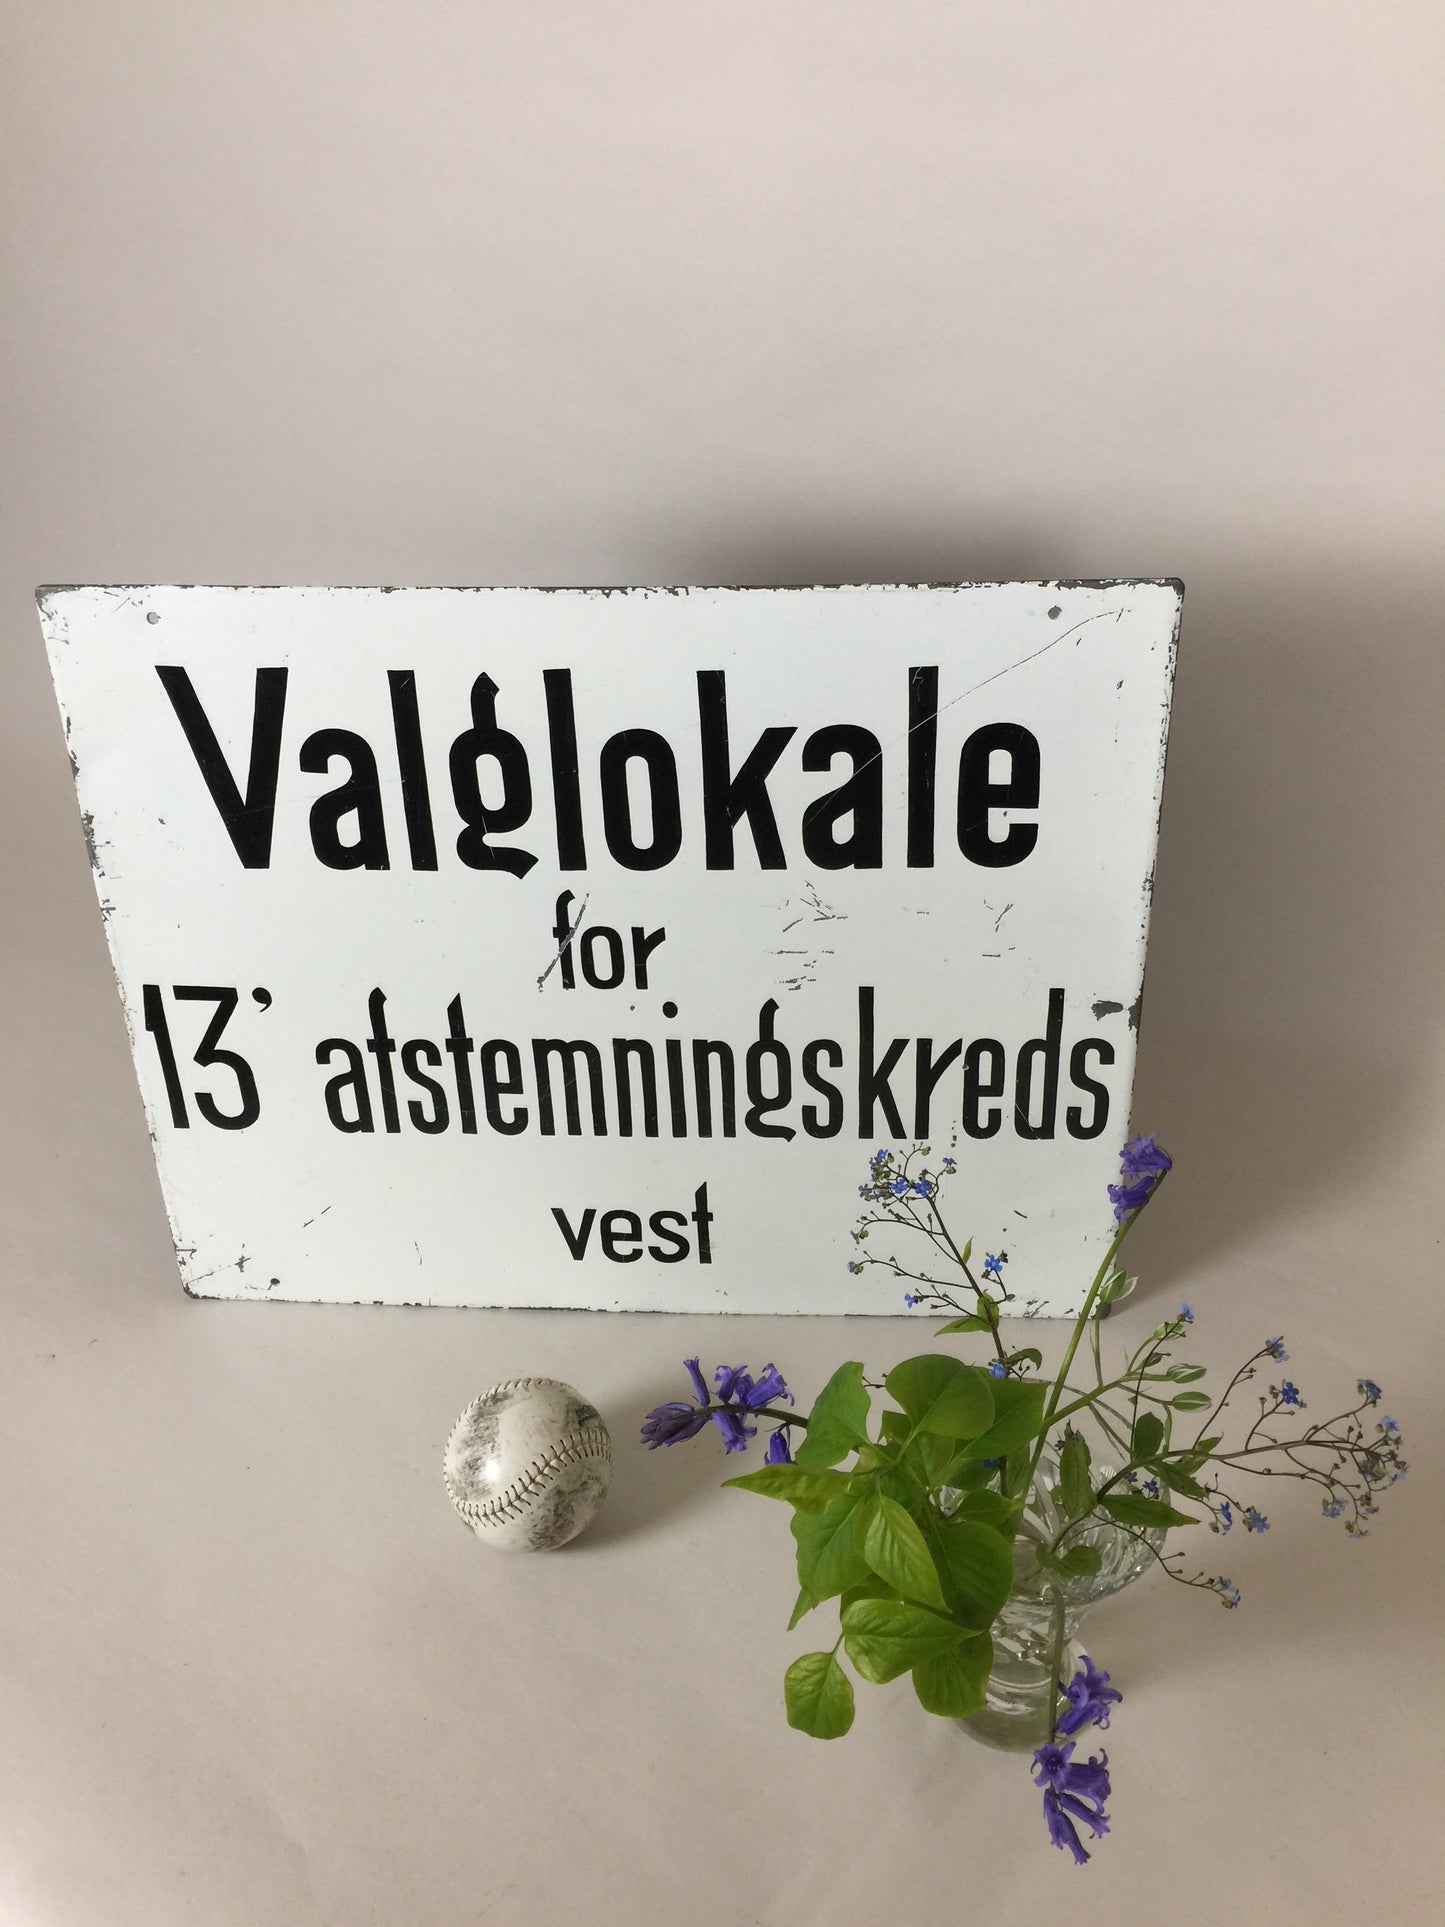 Valglokale
for
13' afstemningskreds
vest